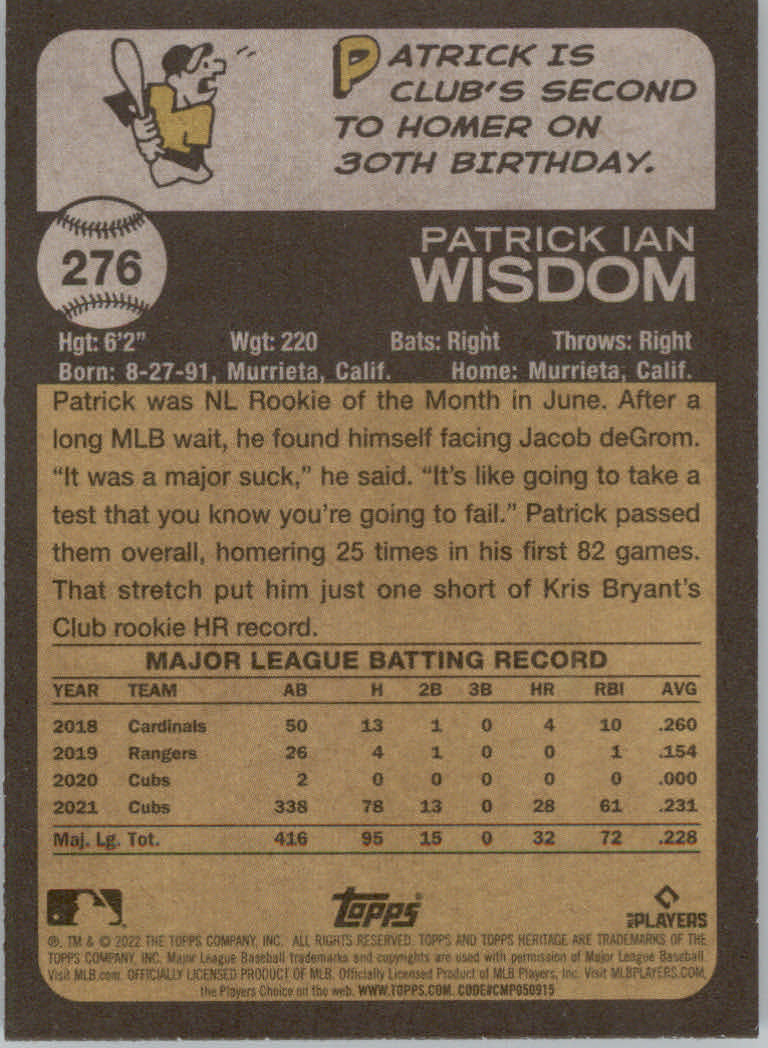 PATRICK IS
CLUB'S SECOND
TO HOMER ON
30TH BIRTHDAY.
276
PATRICK IAN
WISDOM
Hgt: 6'2" Wgt: 220 Bats: Right Throws: Right
Born: 8-27-91, Murrieta, Calif. Home: Murrieta, Calif.
Patrick was NL Rookie of the Month in June. After a
long MLB wait, he found himself facing Jacob deGrom.
“It was a major suck,” he said. “It's like going to take a
test that you know you're going to fail.” Patrick passed
them overall, homering 25 times in his first 82 games.
That stretch put him just one short of Kris Bryant's
Club rookie HR record.
MAJOR LEAGUE BATTING RECORD
YEAR TEAM AB H 2B 3B HR RBI AVG
2018 Cardinals 50 13 1 0 4 10 .260
2019 Rangers 26 4 1 0 0 1 .154
2020 Cubs 2 0 0 0 0 0 .000
2021 Cubs 338 78 13 0 28 61 .231
Maj. Lg. Tot. 416 95 15 0 32 72 .228
Topps
MLB PLAYERS
®, TM & © 2022 THE TOPPS COMPANY, INC. ALL RIGHTS RESERVED. TOPPS AND TOPPS HERITAGE ARE TRADEMARKS OF THE
TOPPS COMPANY, INC. Major League Baseball trademarks and copyrights are used with permission of Major League Baseball.
Visit MLB.com. OFFICIALLY LICENSED PRODUCT OF MLB. Officially Licensed Product of MLB Players, Inc. Visit MLBPLAYERS.COM,
the Players Choice on the web. WWW.TOPPS.COM. CODE#CMP050915